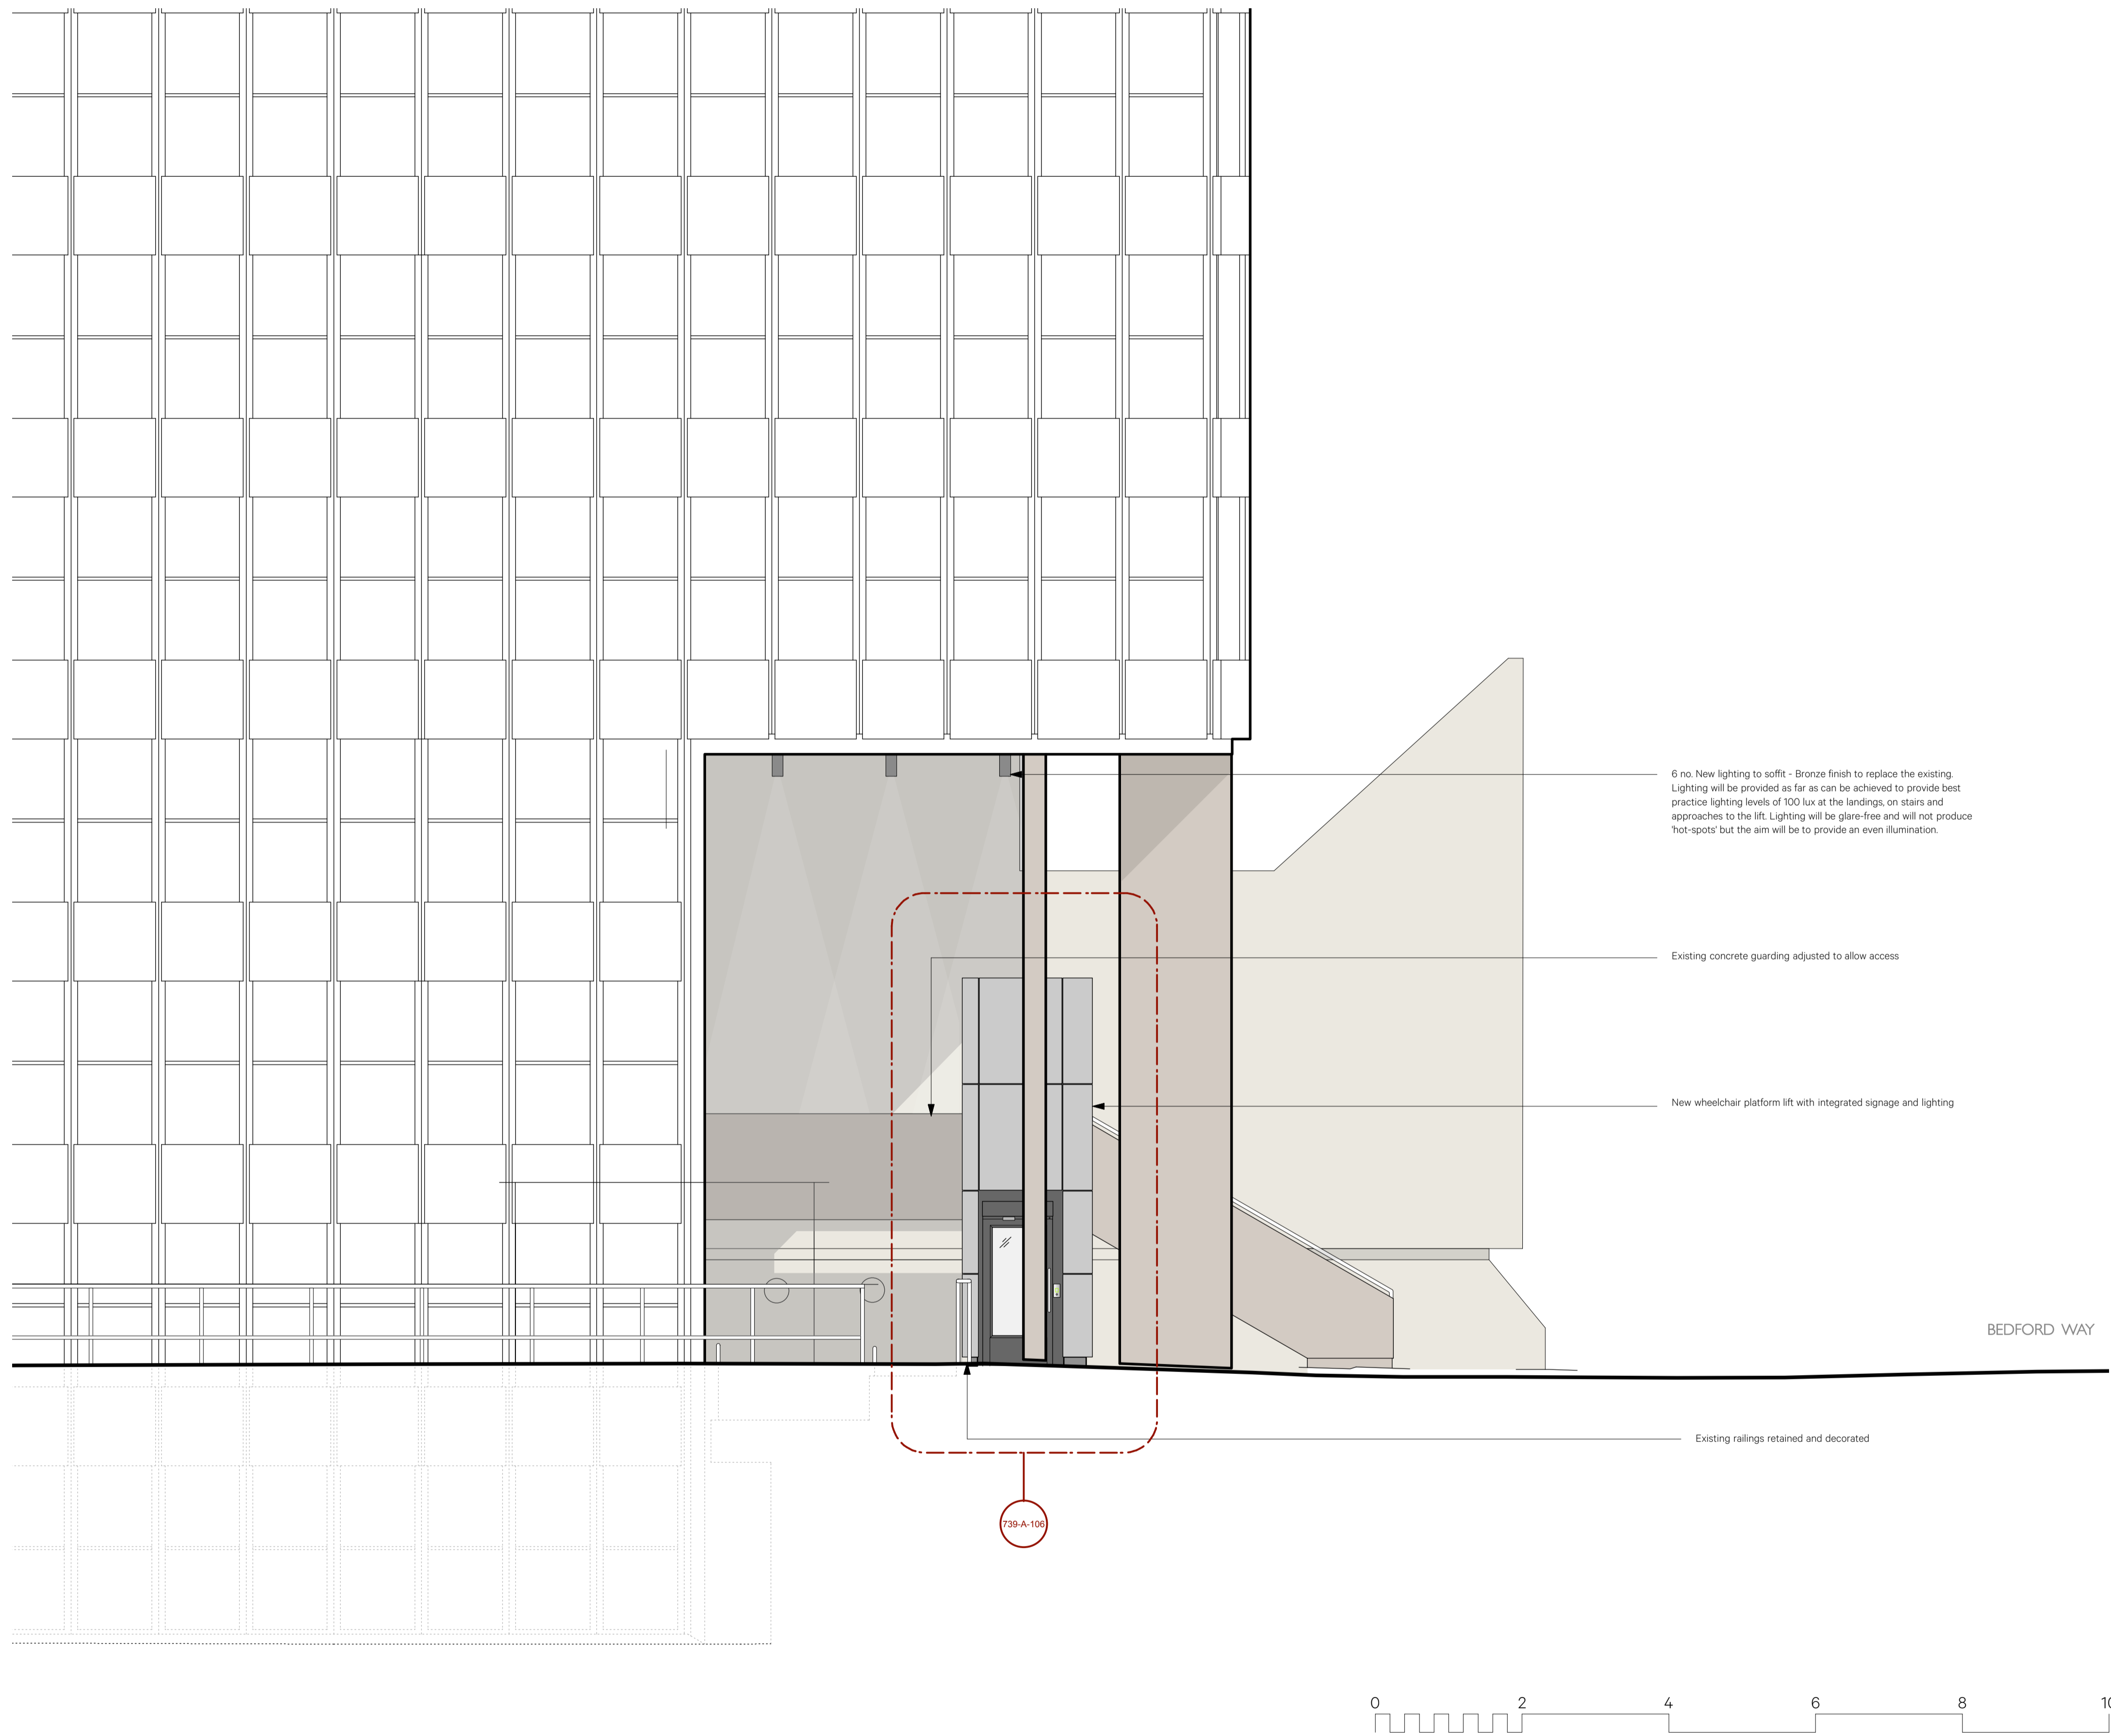 6 no. New lighting to soffit - Bronze finish to replace the existing.
Lighting will be provided as far as can be achieved to provide best
practice lighting levels of 100 lux at the landings, on stairs and
approaches to the lift. Lighting will be glare-free and will not produce
'hot-spots' but the aim will be to provide an even illumination.
Existing concrete guarding adjusted to allow access
New wheelchair platform lift with integrated signage and lighting
BEDFORD WAY
Existing railings retained and decorated
739-A-106
0 2 4 6 8